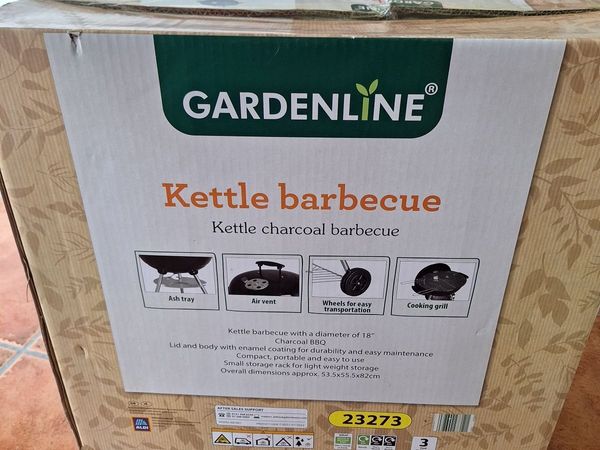 GARDENLINE®
Kettle barbecue
Kettle charcoal barbecue
Ash tray
Air vent
Wheels for easy
transportation
Cooking grill
Kettle barbecue with a diameter of 18"
Charcoal BBQ
Lid and body with enamel coating for durability and easy maintenance
Compact, portable and easy to use
Small storage rack for light weight storage
Overall dimensions approx. 53.5x55.5x82cm
ALDI
AFTER SALES SUPPORT
23273
3